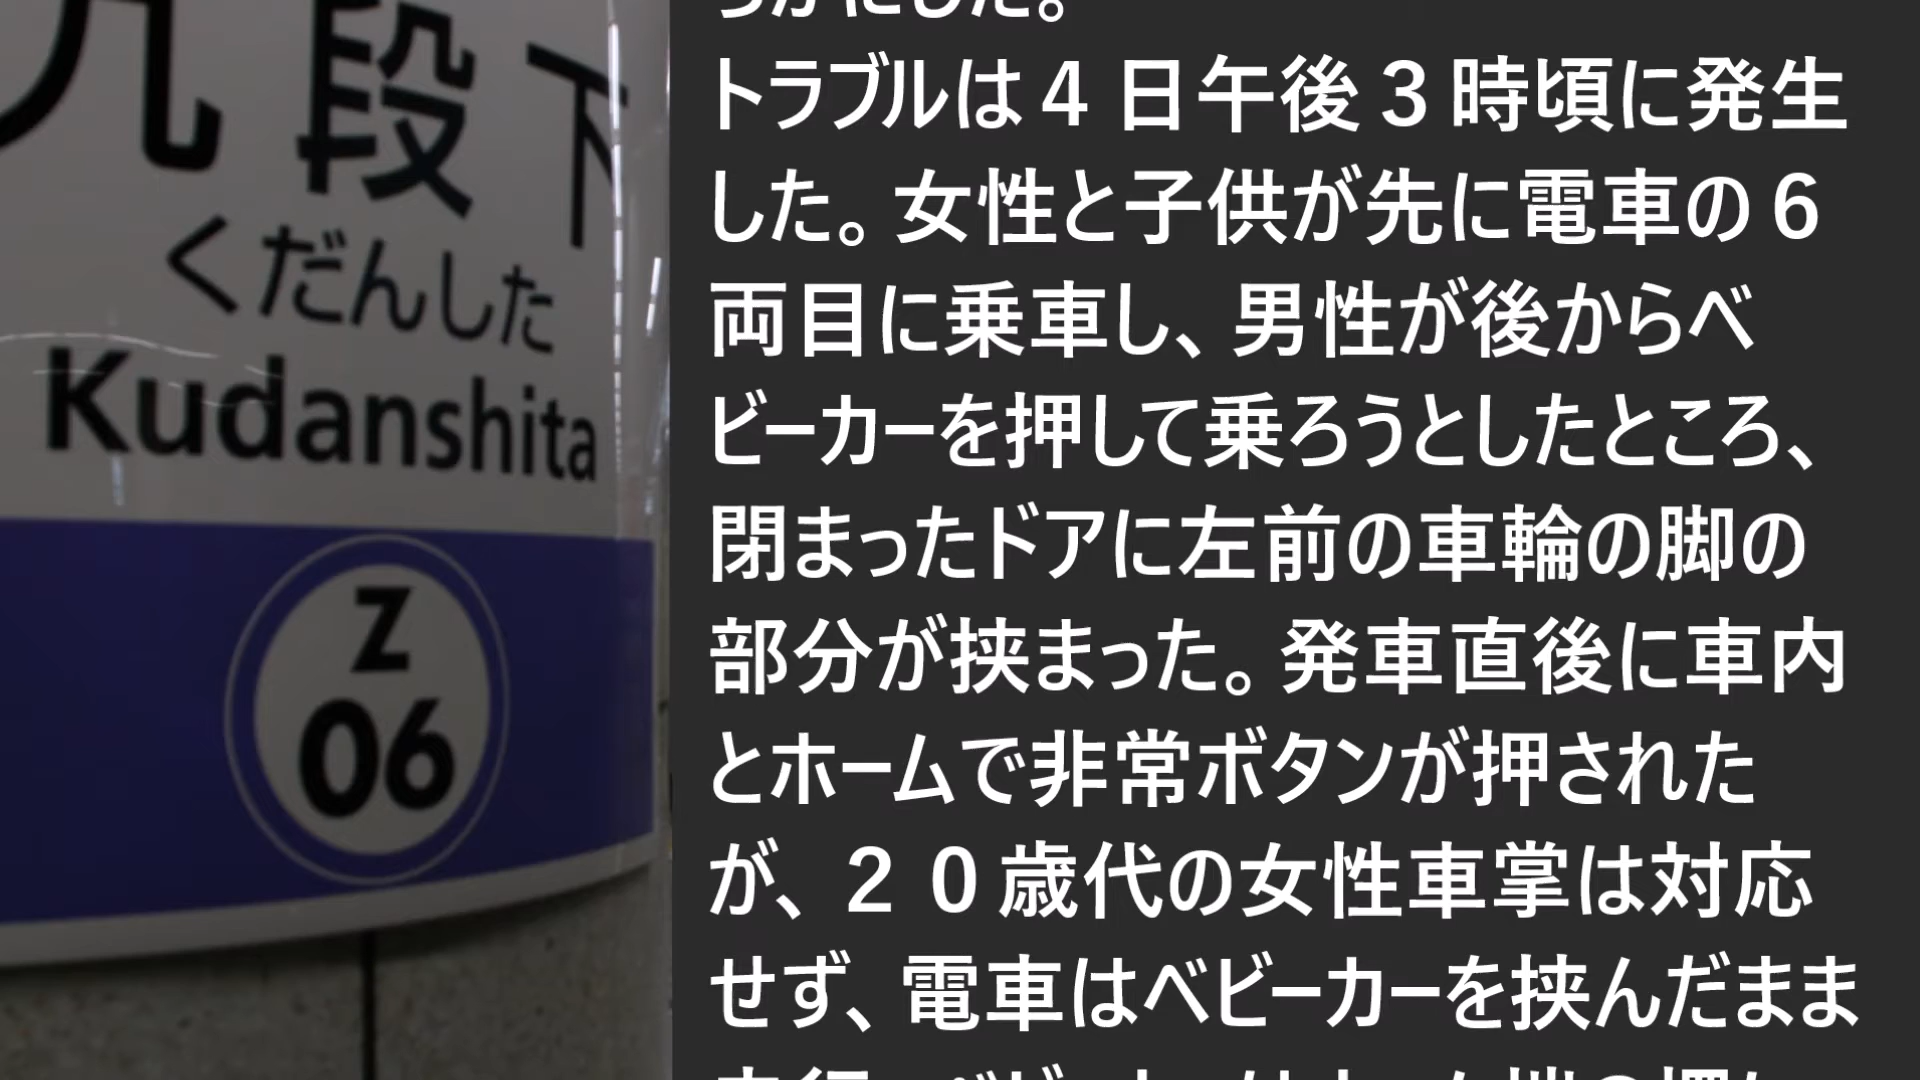 九段下
くだんした
Kudanshita
Z
06
トラブルは４日午後３時頃に発生
した。女性と子供が先に電車の６
両目に乗車し、男性が後からベ
ビーカーを押して乗ろうとしたところ、
閉まったドアに左前の車輪の脚の
部分が挟まった。発車直後に車内
とホームで非常ボタンが押された
が、２０歳代の女性車掌は対応
せず、電車はベビーカーを挟んだまま